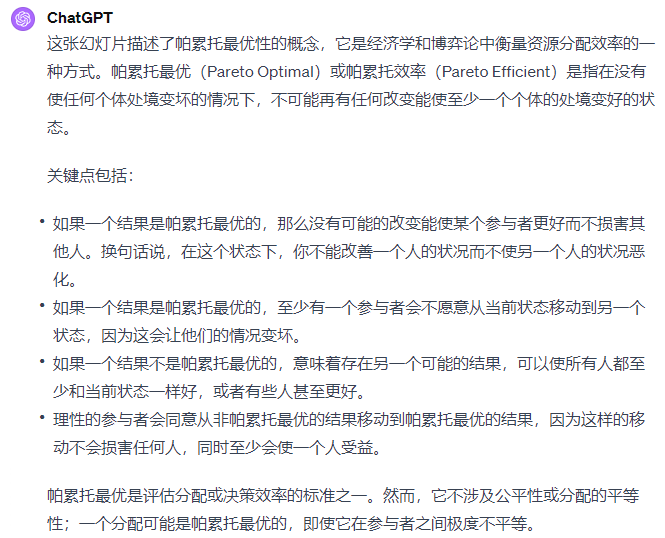 ChatGPT
这张幻灯片描述了帕累托最优性的概念，它是经济学和博弈论中衡量资源分配效率的一
种方式。帕累托最优（Pareto Optimal）或帕累托效率（Pareto Efficient）是指在没有
使任何个体处境变坏的情况下，不可能再有任何改变能使至少一个个体的处境变好的状
态。
关键点包括：
• 如果一个结果是帕累托最优的，那么没有可能的改变能使某个参与者更好而不损害其
他人。换句话说，在这个状态下，你不能改善一个人的状况而不使另一个人的状况恶
化。
• 如果一个结果是帕累托最优的，至少有一个参与者会不愿意从当前状态移动到另一个
状态，因为这会让他们的情况变坏。
• 如果一个结果不是帕累托最优的，意味着存在另一个可能的结果，可以使所有人都至
少和当前状态一样好，或者有些人甚至更好。
• 理性的参与者会同意从非帕累托最优的结果移动到帕累托最优的结果，因为这样的移
动不会损害任何人，同时至少会使一个人受益。
帕累托最优是评估分配或决策效率的标准之一。然而，它不涉及公平性或分配的平等
性；一个分配可能是帕累托最优的，即使它在参与者之间极度不平等。